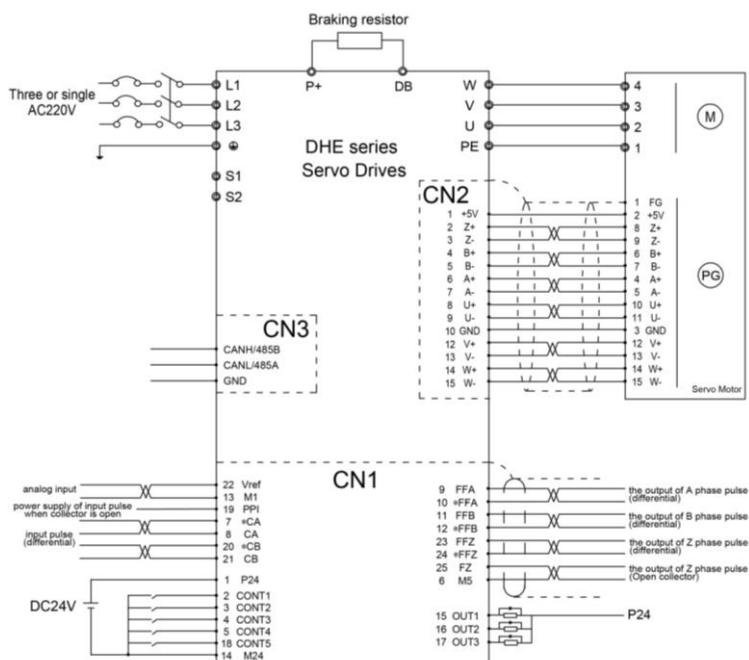 Braking resistor
P+ DB
Three or single
AC220V
L1
L2
L3
S1
S2
DHE series
Servo Drives
W
V
U
PE
4
3
2
1
M
CN2
1 +5V
2 Z+
3 Z-
4 B+
5 B-
6 A+
7 A-
8 U+
9 U-
10 GND
12 V+
13 V-
14 W+
15 W-
1 FG
2 +5V
8 Z+
9 Z-
6 B+
7 B-
4 A+
5 A-
10 U+
11 U-
3 GND
12 V+
13 V-
14 W+
15 W-
PG
Servo Motor
CN3
CANH/485B
CANL/485A
GND
CN1
analog input
power supply of input pulse
when collector is open
input pulse
(differential)
22 Vref
13 M1
19 PPI
7 *CA
8 CA
20 *CB
21 CB
1 P24
DC24V
2 CONT1
3 CONT2
4 CONT3
5 CONT4
18 CONT5
14 M24
9 FFA
10 *FFA
11 FFB
12 *FFB
23 FFZ
24 *FFZ
25 FZ
6 M5
the output of A phase pulse
(differential)
the output of B phase pulse
(differential)
the output of Z phase pulse
(differential)
the output of Z phase pulse
(Open collector)
15 OUT1
16 OUT2
17 OUT3
P24